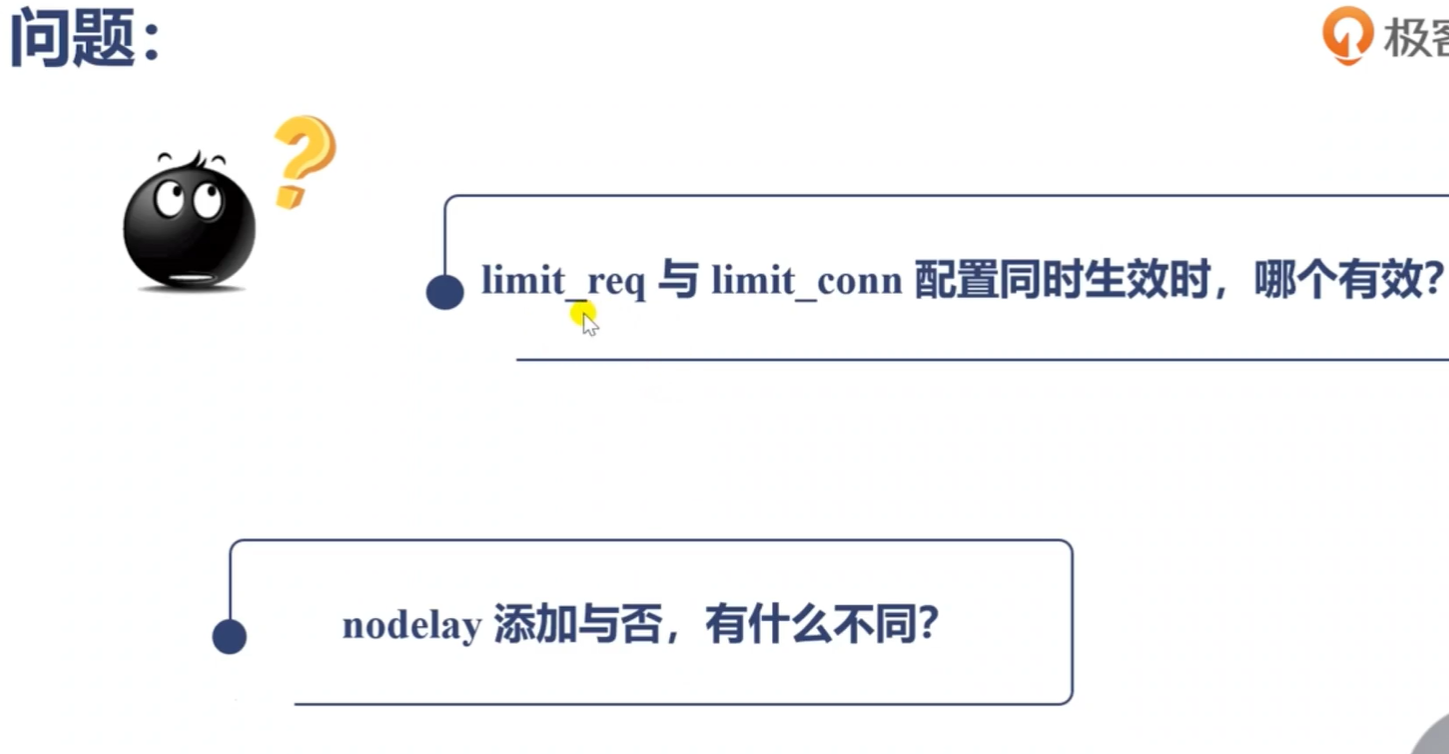 问题：
极客
limit_req 与 limit_conn 配置同时生效时，哪个有效？
nodelay 添加与否，有什么不同？